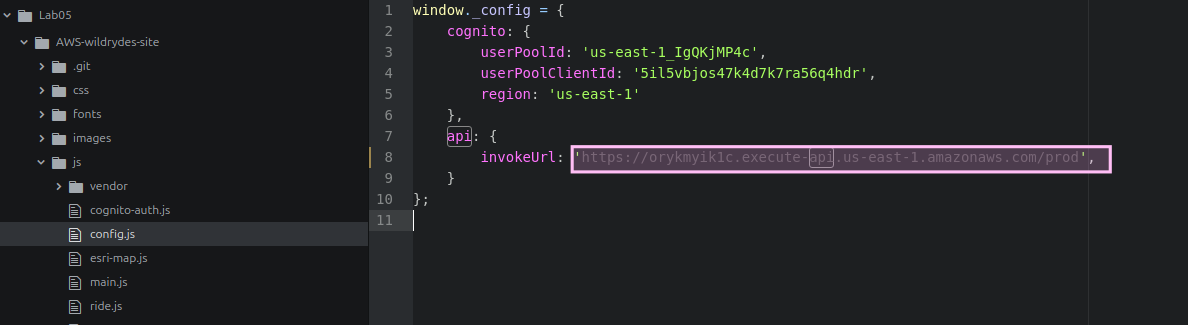 Lab05
AWS-wildrydes-site
.git
css
fonts
images
js
vendor
cognito-auth.js
config.js
esri-map.js
main.js
ride.js
1 window._config = {
2 cognito: {
3 userPoolId: 'us-east-1_IgQKjMP4c',
4 userPoolClientId: '5il5vbjos47k4d7k7ra56q4hdr',
5 region: 'us-east-1'
6 },
7 api: {
8 invokeUrl: 'https://orykmyik1c.execute-api.us-east-1.amazonaws.com/prod',
9 }
10 };
11